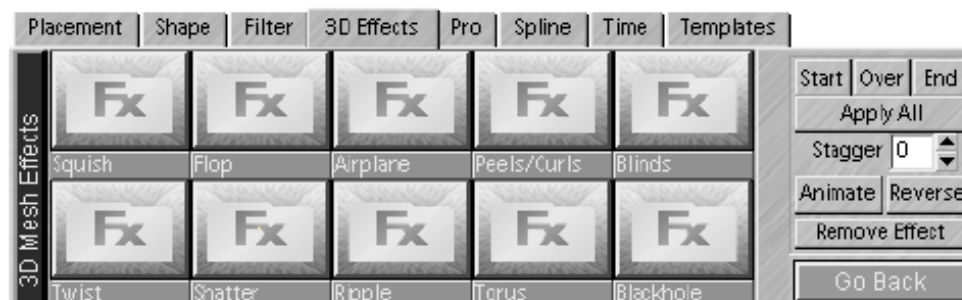 Placement Shape Filter 3D Effects Pro Spline Time Templates
3D Mesh Effects
Fx Fx Fx Fx Fx
Squish Flop Airplane Peels/Curls Blinds
Fx Fx Fx Fx Fx
Twist Shatter Ripple Torus Blackhole
Start Over End
Apply All
Stagger 0
Animate Reverse
Remove Effect
Go Back